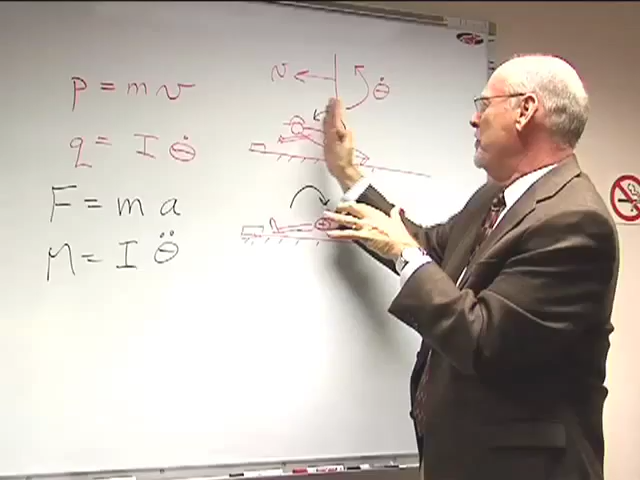 p = m v
q = I θ̇
F = m a
M = I θ̈
v
θ̇